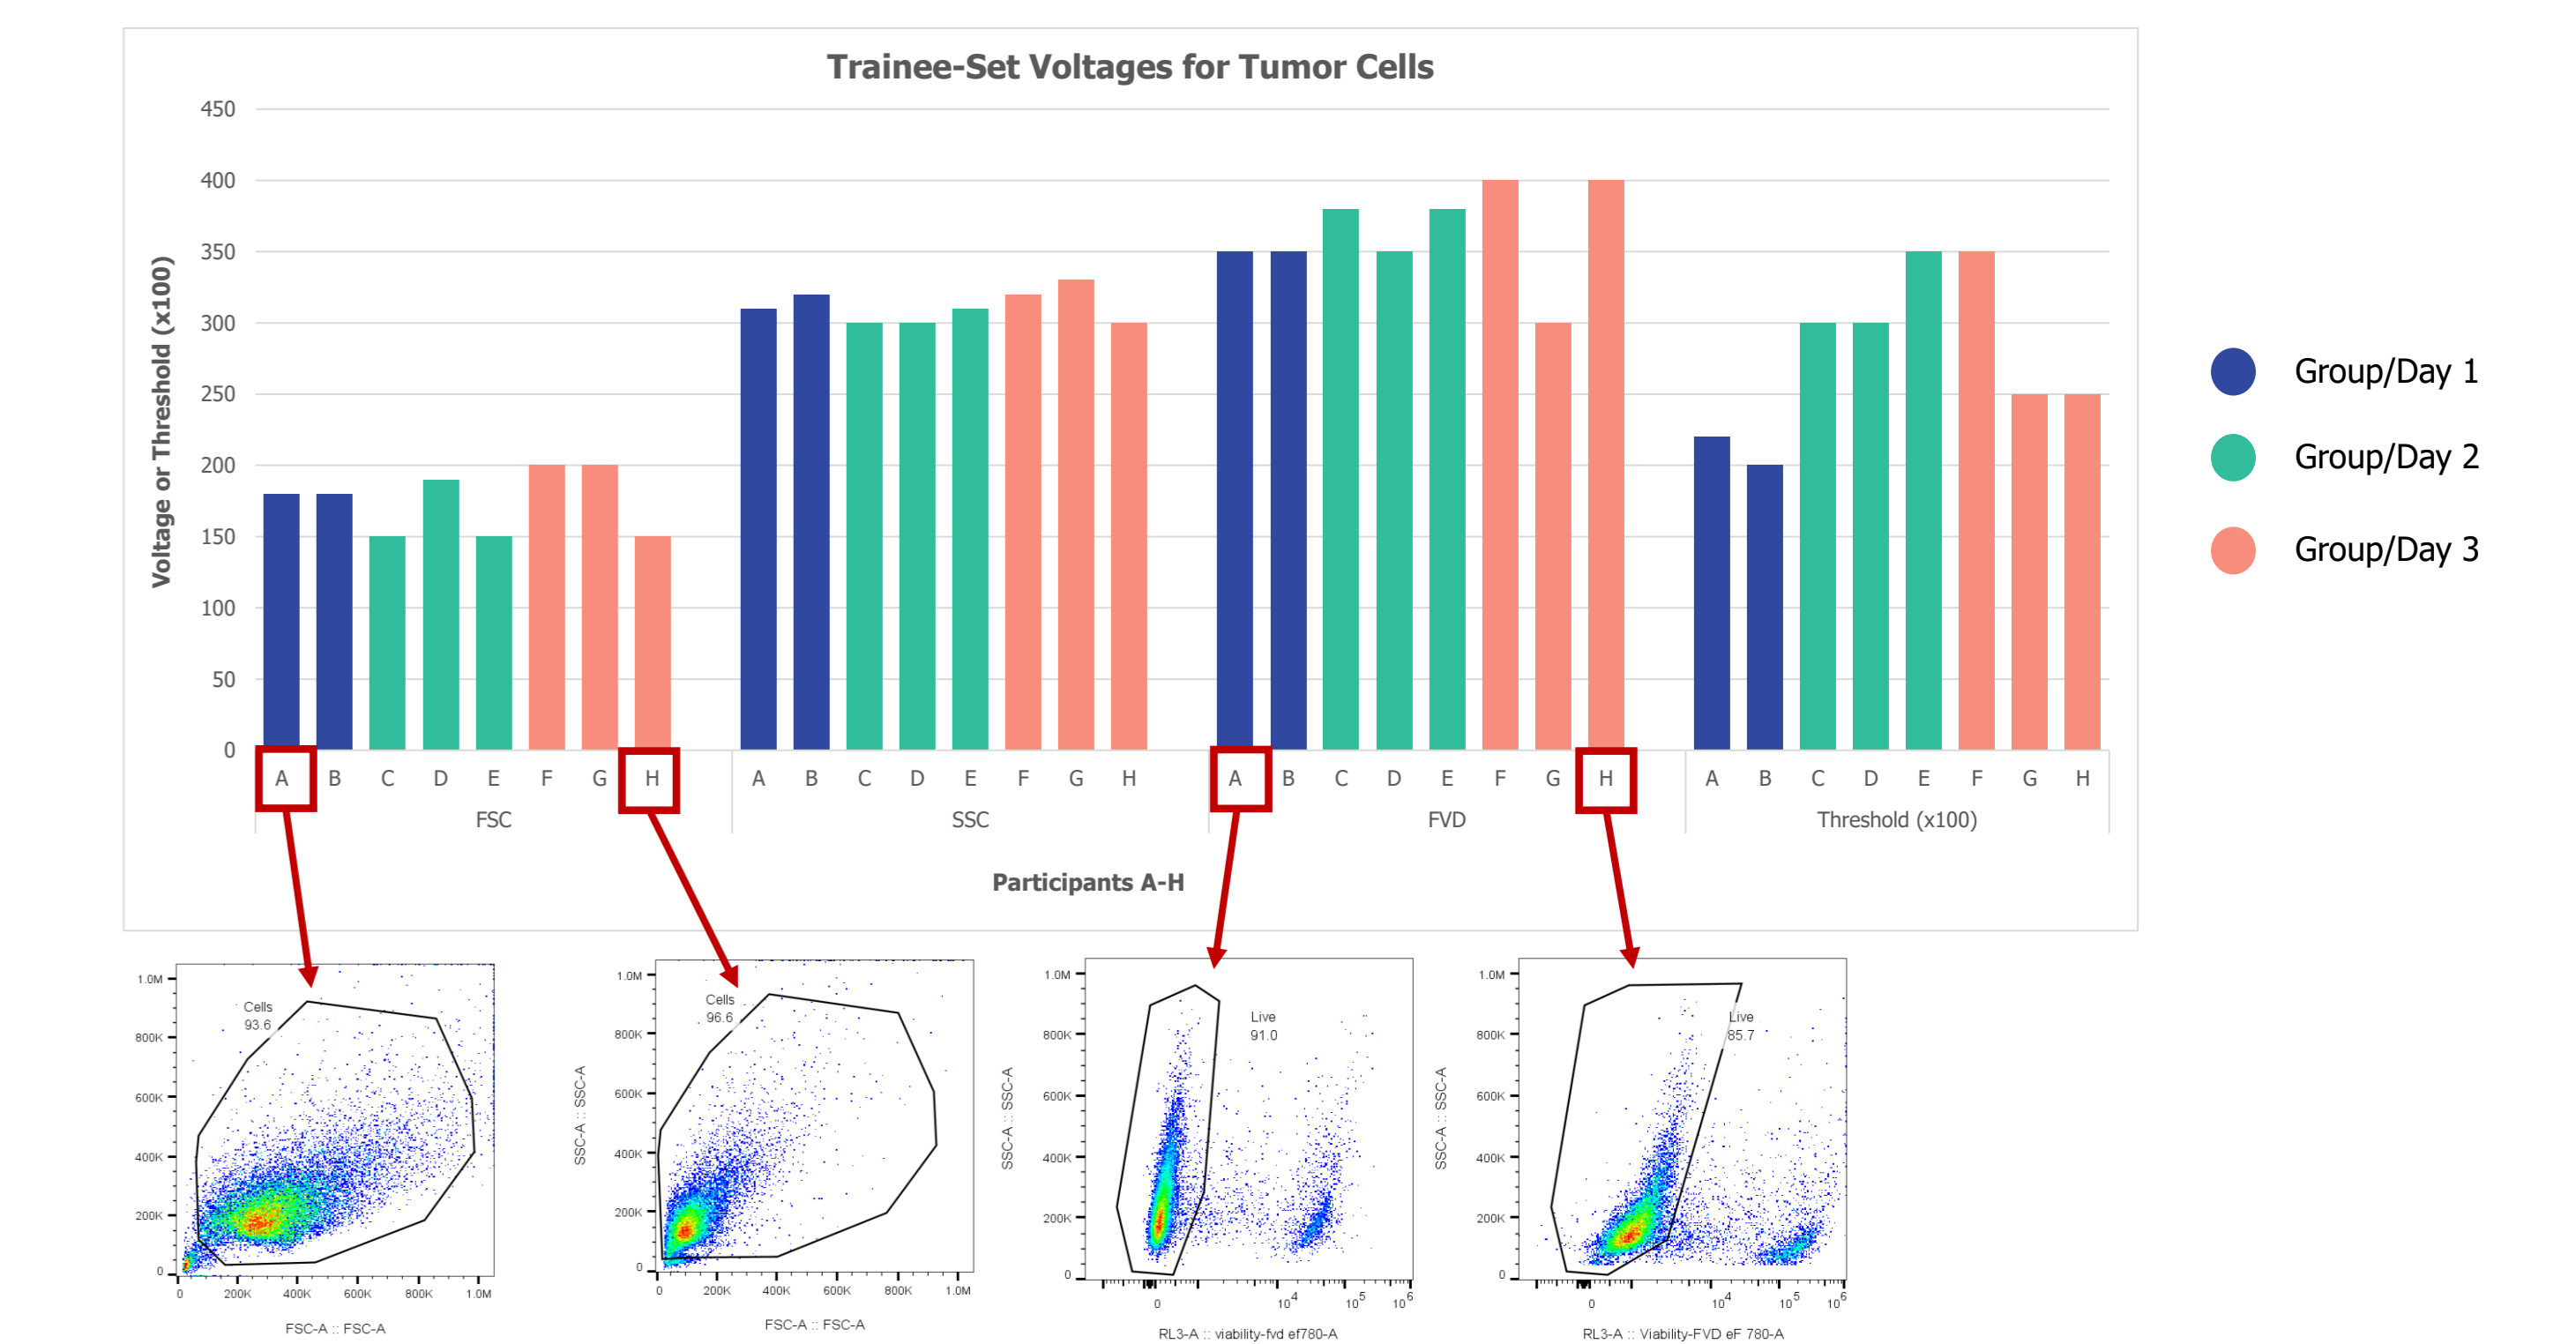 Trainee-Set Voltages for Tumor Cells
Voltage or Threshold (x100)
450
400
350
300
250
200
150
100
50
0
A B C D E F G H A B C D E F G H A B C D E F G H A B C D E F G H
FSC SSC FVD Threshold (x100)
Participants A-H
Group/Day 1
Group/Day 2
Group/Day 3
1.0M
800K
600K
400K
200K
0
Cells
93.6
0 200K 400K 600K 800K 1.0M
FSC-A :: FSC-A
SSC-A :: SSC-A
1.0M
800K
600K
400K
200K
0
Cells
96.6
0 200K 400K 600K 800K 1.0M
FSC-A :: FSC-A
SSC-A :: SSC-A
1.0M
800K
600K
400K
200K
0
Live
91.0
0 10^4 10^5 10^6
RL3-A :: viability-fvd ef780-A
SSC-A :: SSC-A
1.0M
800K
600K
400K
200K
0
Live
85.7
0 10^4 10^5 10^6
RL3-A :: Viability-FVD eF 780-A